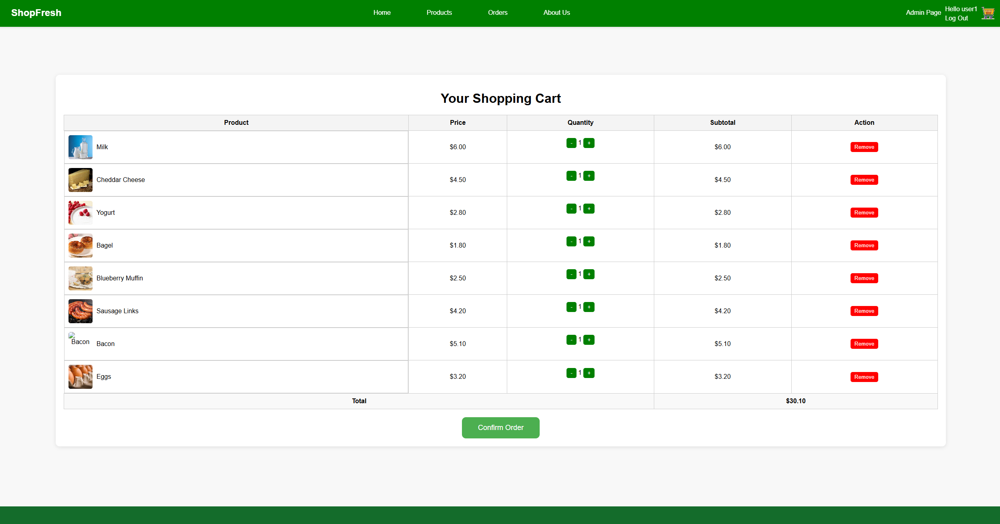 ShopFresh
Home Products Orders About Us
Admin Page
Hello user1
Log Out
Your Shopping Cart
Product Price Quantity Subtotal Action
Milk $6.00 - 1 + $6.00 Remove
Cheddar Cheese $4.50 - 1 + $4.50 Remove
Yogurt $2.80 - 1 + $2.80 Remove
Bagel $1.80 - 1 + $1.80 Remove
Blueberry Muffin $2.50 - 1 + $2.50 Remove
Sausage Links $4.20 - 1 + $4.20 Remove
Bacon Bacon $5.10 - 1 + $5.10 Remove
Eggs $3.20 - 1 + $3.20 Remove
Total $30.10
Confirm Order